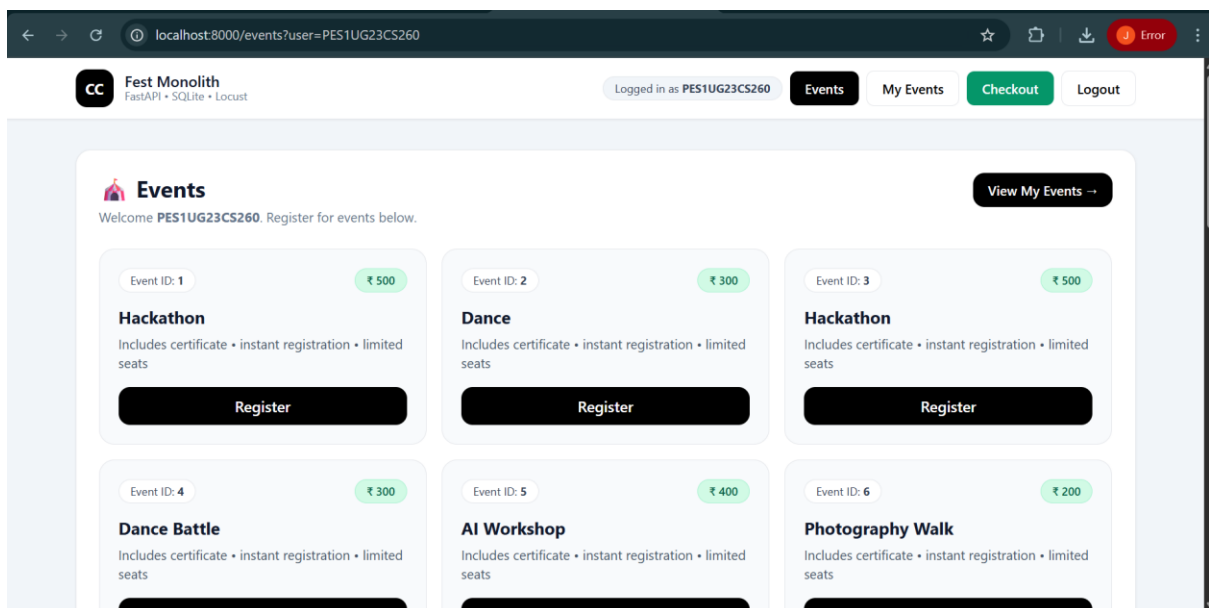 localhost:8000/events?user=PES1UG23CS260
J Error
CC
Fest Monolith
FastAPI • SQLite • Locust
Logged in as PES1UG23CS260
Events
My Events
Checkout
Logout
Events
View My Events →
Welcome PES1UG23CS260. Register for events below.
Event ID: 1
₹ 500
Hackathon
Includes certificate • instant registration • limited
seats
Register
Event ID: 2
₹ 300
Dance
Includes certificate • instant registration • limited
seats
Register
Event ID: 3
₹ 500
Hackathon
Includes certificate • instant registration • limited
seats
Register
Event ID: 4
₹ 300
Dance Battle
Includes certificate • instant registration • limited
seats
Event ID: 5
₹ 400
AI Workshop
Includes certificate • instant registration • limited
seats
Event ID: 6
₹ 200
Photography Walk
Includes certificate • instant registration • limited
seats